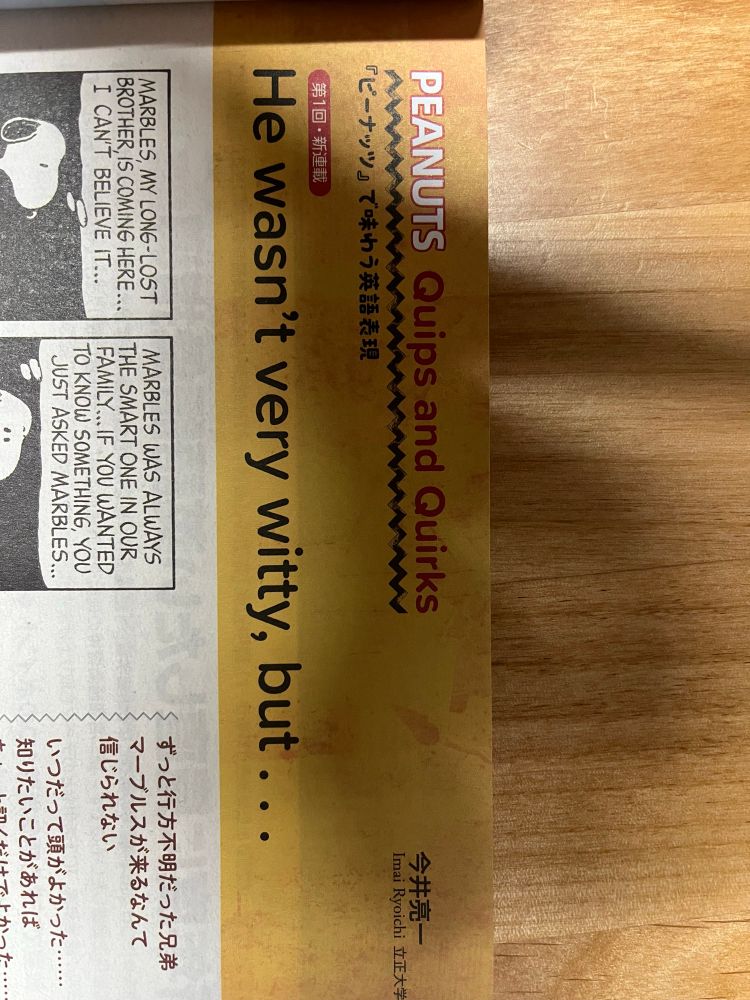 PEANUTS Quips and Quirks
『ピーナッツ』で味わう英語表現
今井亮一
Imai Ryoichi 立正大学
第1回・新連載
He wasn't very witty, but . . .
MARBLES, MY LONG-LOST
BROTHER, IS COMING HERE...
I CAN'T BELIEVE IT...
MARBLES WAS ALWAYS
THE SMART ONE IN OUR
FAMILY...IF YOU WANTED
TO KNOW SOMETHING, YOU
JUST ASKED MARBLES...
ずっと行方不明だった兄弟
マーブルスが来るなんて
信じられない
いつだって頭がよかった……
知りたいことがあれば